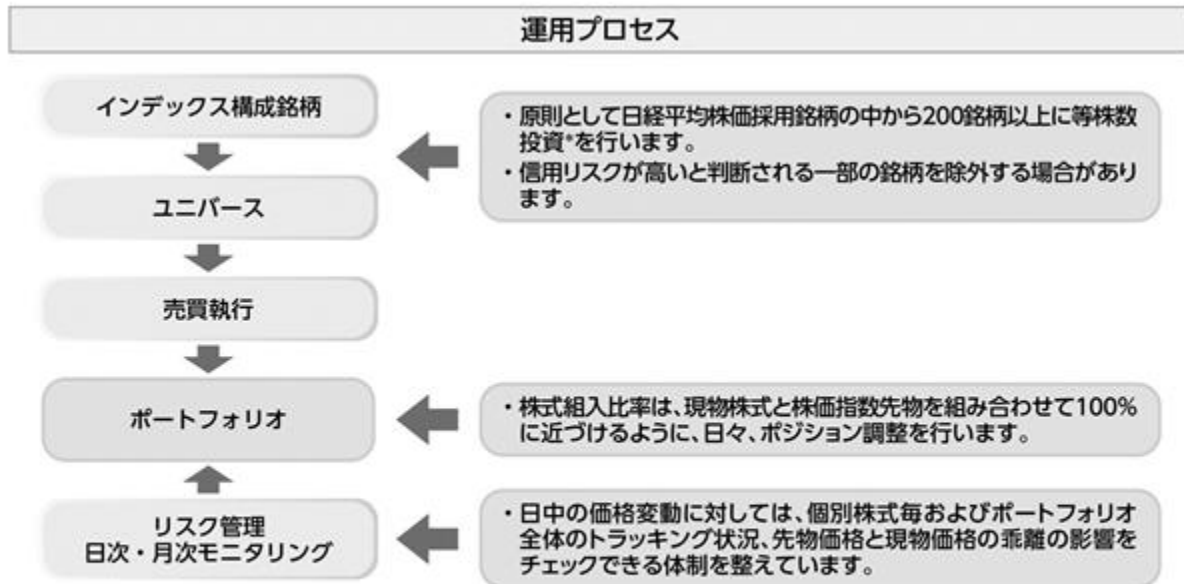 運用プロセス
インデックス構成銘柄
・原則として日経平均株価採用銘柄の中から200銘柄以上に等株数
投資*を行います。
・信用リスクが高いと判断される一部の銘柄を除外する場合があり
ます。
ユニバース
売買執行
ポートフォリオ
・株式組入比率は、現物株式と株価指数先物を組み合わせて100%
に近づけるように、日々、ポジション調整を行います。
リスク管理
日次・月次モニタリング
・日中の価格変動に対しては、個別株式毎およびポートフォリオ
全体のトラッキング状況、先物価格と現物価格の乖離の影響を
チェックできる体制を整えています。